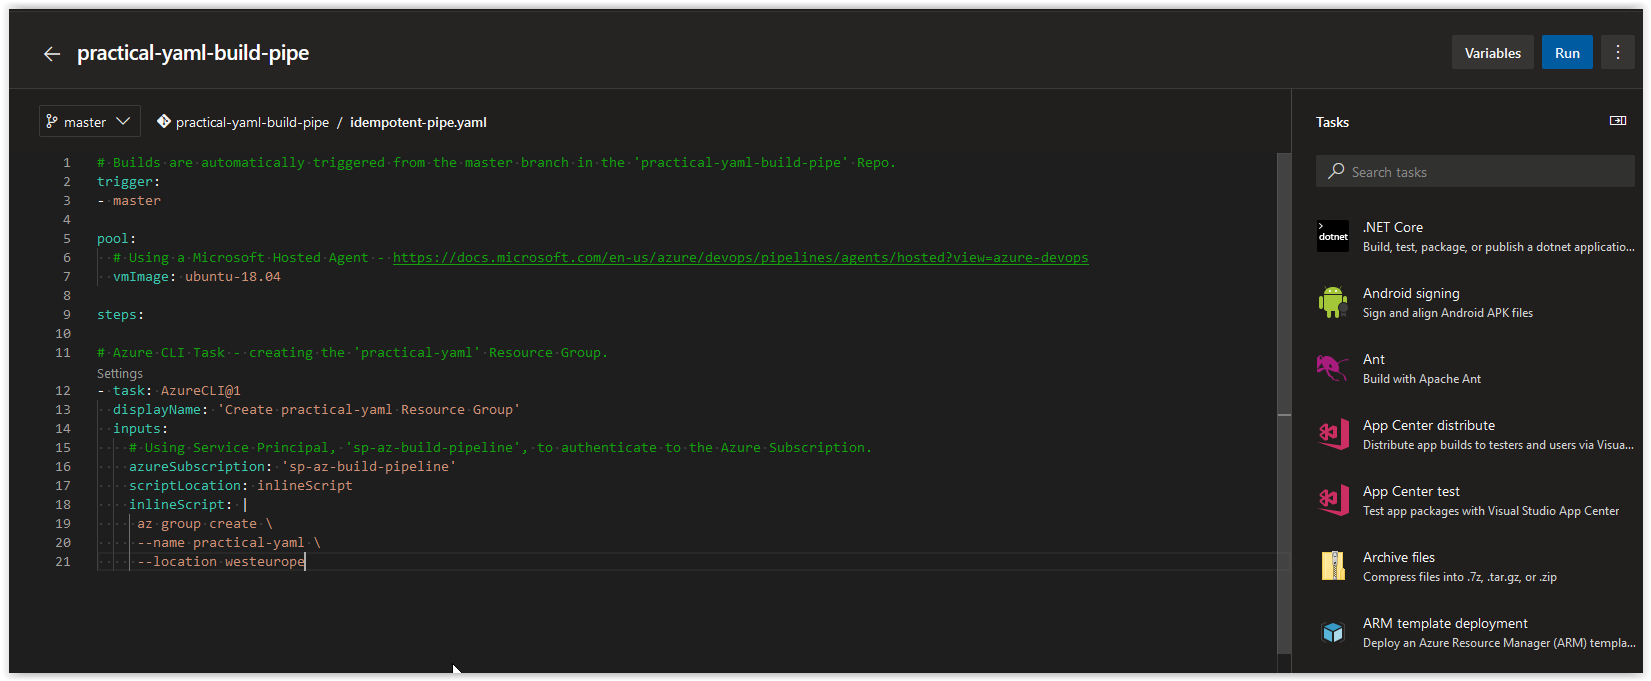 practical-yaml-build-pipe
Variables
Run
master
practical-yaml-build-pipe / idempotent-pipe.yaml
1 # Builds are automatically triggered from the master branch in the 'practical-yaml-build-pipe' Repo.
2 trigger:
3 - master
4
5 pool:
6 # Using a Microsoft Hosted Agent - https://docs.microsoft.com/en-us/azure/devops/pipelines/agents/hosted?view=azure-devops
7 vmImage: ubuntu-18.04
8
9 steps:
10
11 # Azure CLI Task - creating the 'practical-yaml' Resource Group.
Settings
12 - task: AzureCLI@1
13 displayName: 'Create practical-yaml Resource Group'
14 inputs:
15 # Using Service Principal, 'sp-az-build-pipeline', to authenticate to the Azure Subscription.
16 azureSubscription: 'sp-az-build-pipeline'
17 scriptLocation: inlineScript
18 inlineScript: |
19 az group create \
20 --name practical-yaml \
21 --location westeurope
Tasks
Search tasks
dotnet
.NET Core
Build, test, package, or publish a dotnet applicatio...
Android signing
Sign and align Android APK files
Ant
Build with Apache Ant
App Center distribute
Distribute app builds to testers and users via Visua...
App Center test
Test app packages with Visual Studio App Center
Archive files
Compress files into .7z, .tar.gz, or .zip
ARM template deployment
Deploy an Azure Resource Manager (ARM) templa...